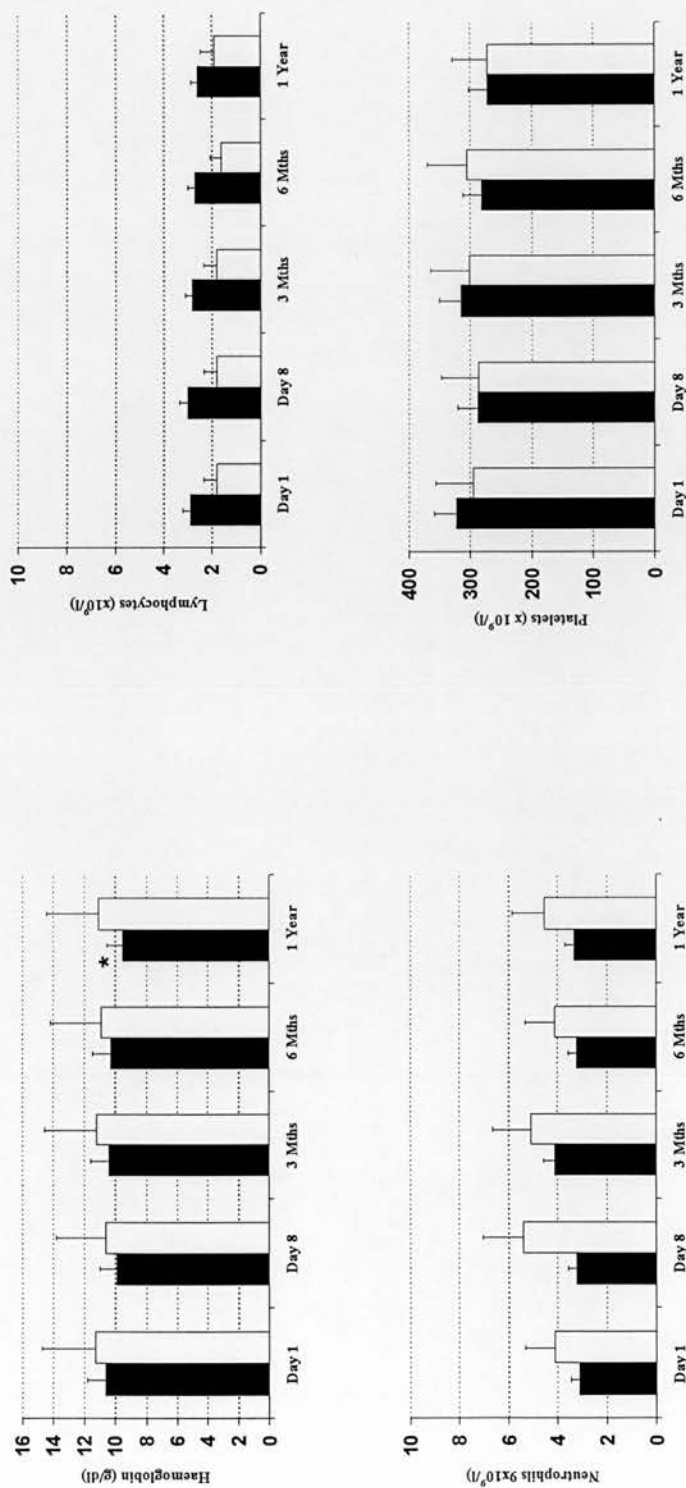 16
14
12
10
8
6
4
2
0
Haemoglobin (g/dl)
*
Day 1
Day 8
3 Mths
6 Mths
1 Year
10
8
6
4
2
0
Lymphocytes (x10⁹/l)
Day 1
Day 8
3 Mths
6 Mths
1 Year
10
8
6
4
2
0
Neutrophils 9x10⁹/l)
Day 1
Day 8
3 Mths
6 Mths
1 Year
400
300
200
100
0
Platelets (x 10⁹/l)
Day 1
Day 8
3 Mths
6 Mths
1 Year